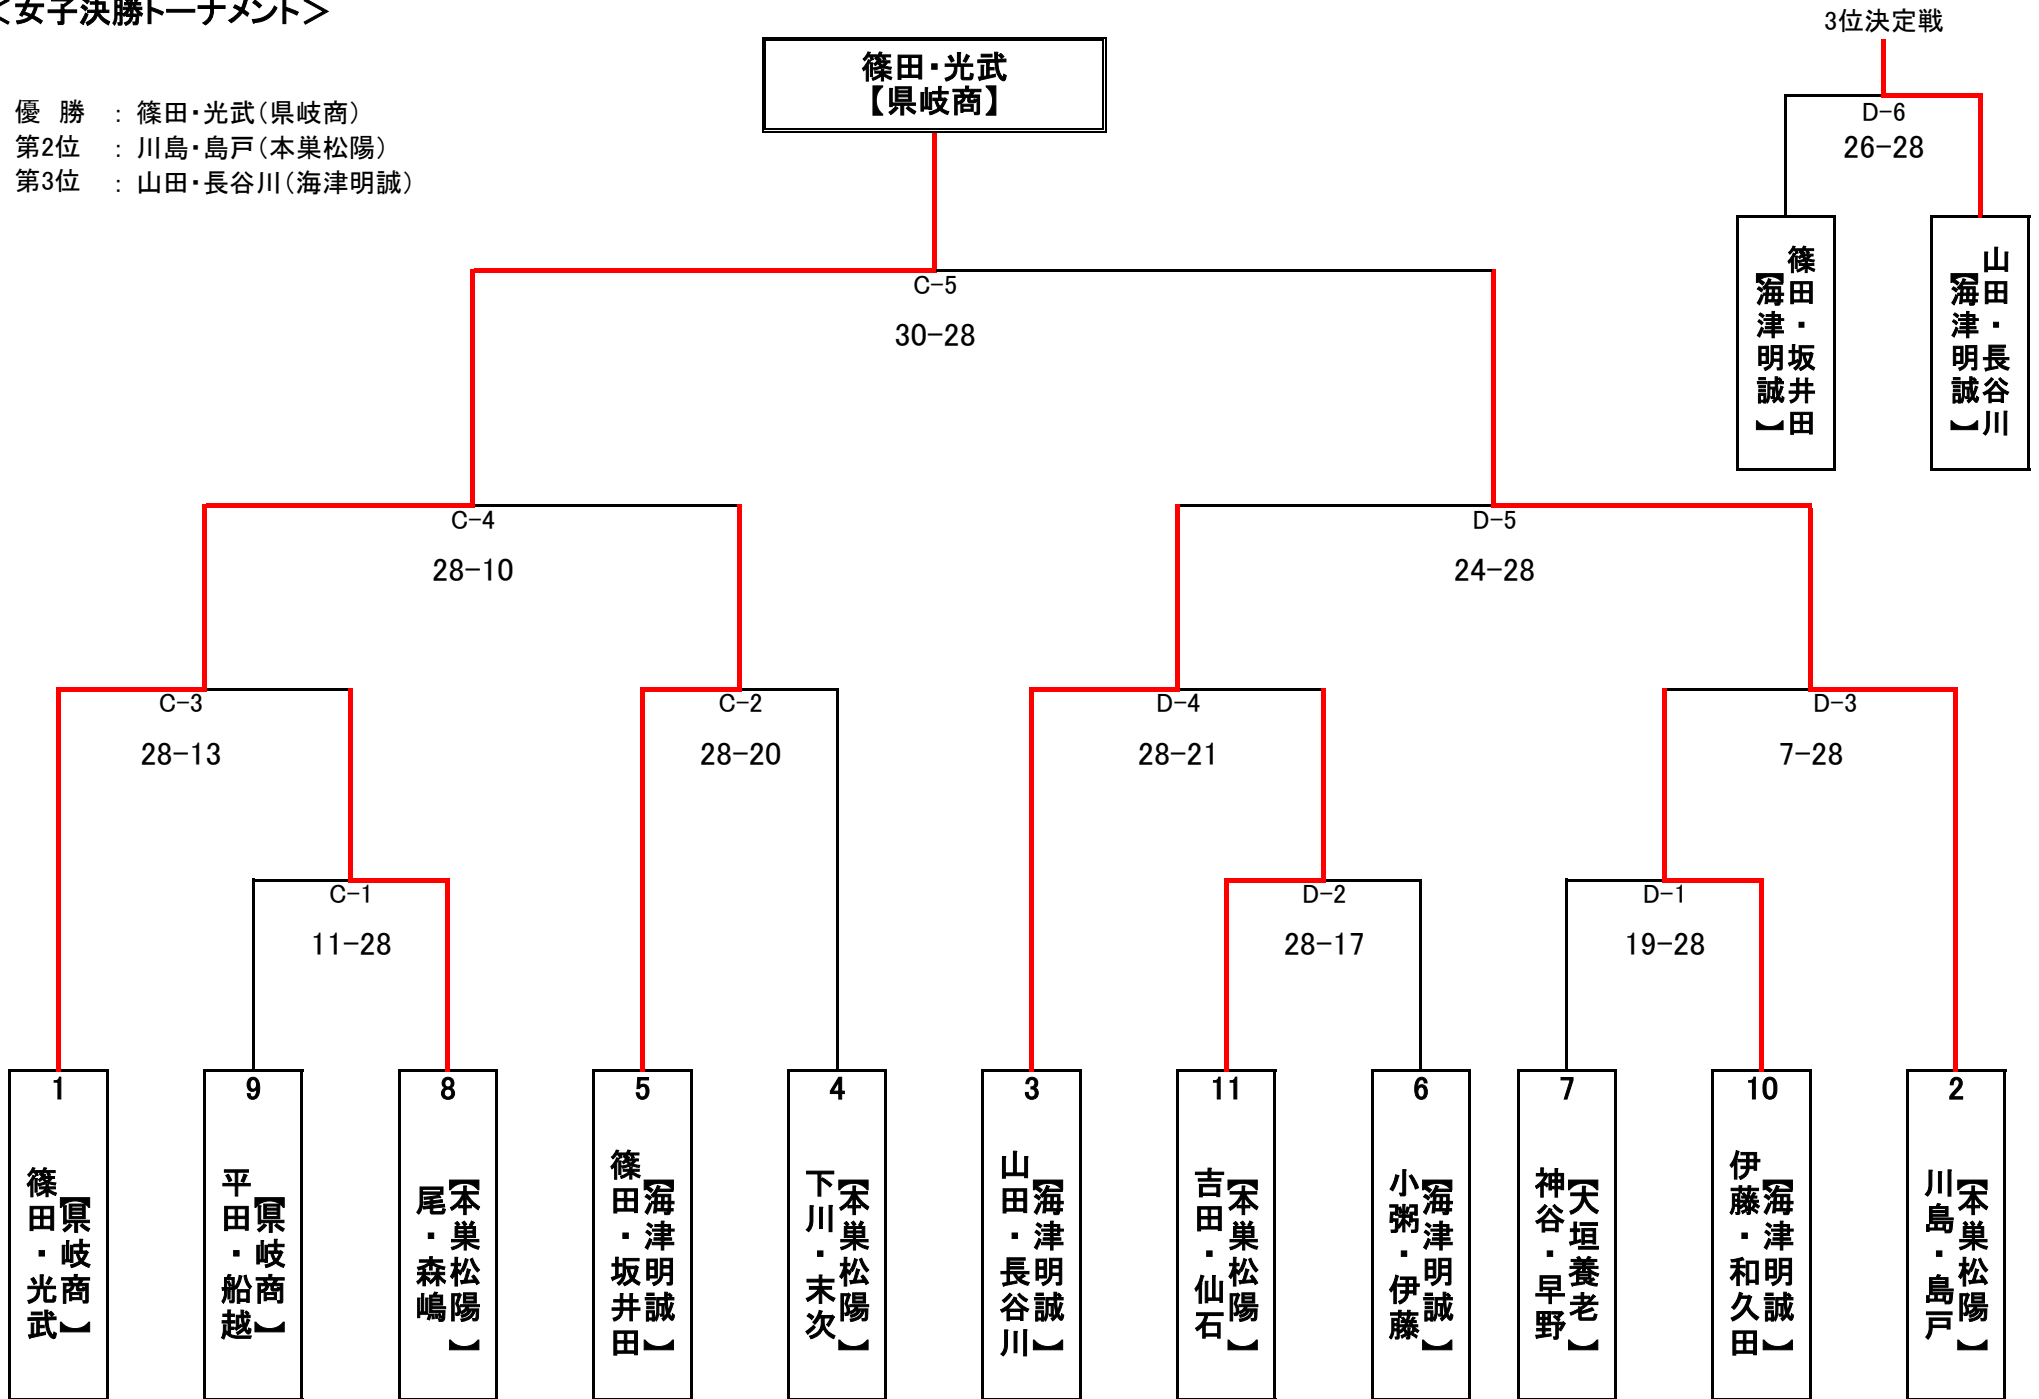 ＜女子決勝トーナメント＞
3位決定戦
篠田・光武
【県岐商】
優 勝 ： 篠田・光武（県岐商）
第2位 ： 川島・島戸（本巣松陽）
第3位 ： 山田・長谷川（海津明誠）
D-6
26-28
篠田・坂井田
【海津明誠】
山田・長谷川
【海津明誠】
C-5
30-28
C-4
28-10
D-5
24-28
C-3
28-13
C-2
28-20
D-4
28-21
D-3
7-28
C-1
11-28
D-2
28-17
D-1
19-28
1
篠田・光武
【県岐商】
9
平田・船越
【県岐商】
8
尾・森嶋
【本巣松陽】
5
篠田・坂井田
【海津明誠】
4
下川・末次
【本巣松陽】
3
山田・長谷川
【海津明誠】
11
吉田・仙石
【本巣松陽】
6
小粥・伊藤
【海津明誠】
7
神谷・早野
【大垣養老】
10
伊藤・和久田
【海津明誠】
2
川島・島戸
【本巣松陽】